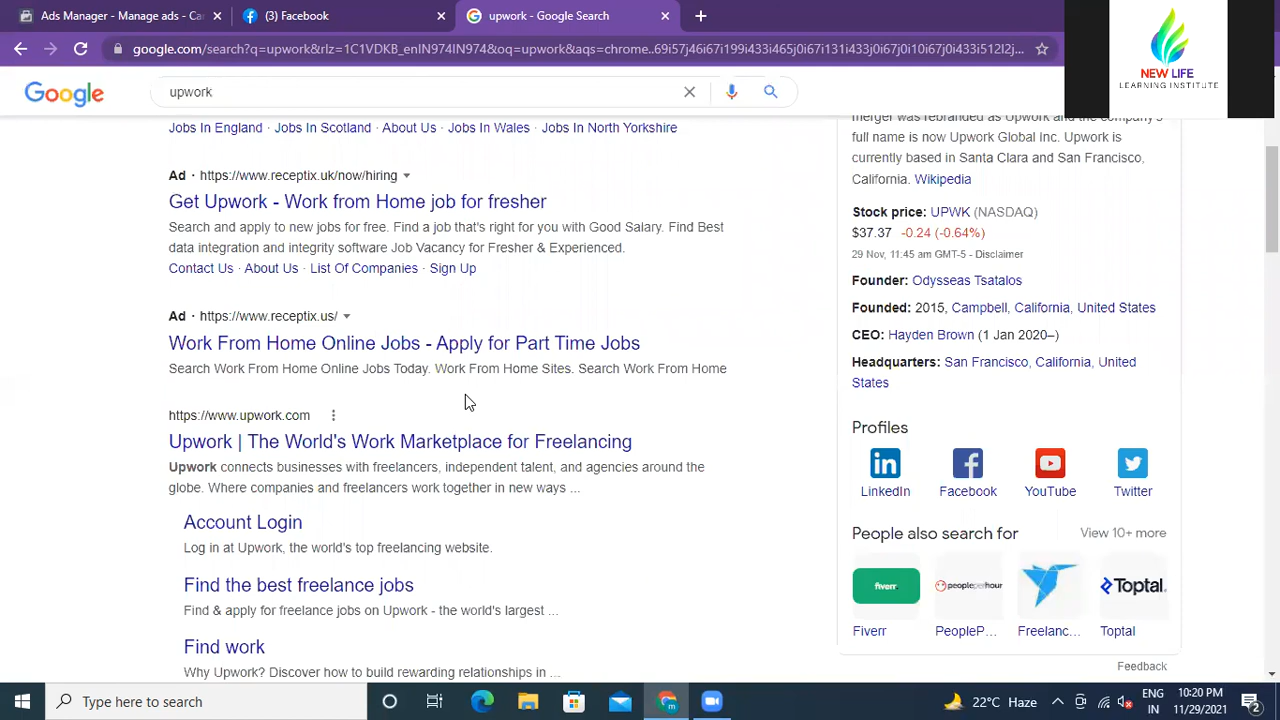 Ads Manager - Manage ads - Ca
(3) Facebook
upwork - Google Search
google.com/search?q=upwork&rlz=1C1VDKB_enIN974IN974&oq=upwork&aqs=chrome..69i57j46i67i199i433i465j0i67i131i433j0i67j0i10i67j0i433i512l2j...
NEW LIFE
LEARNING INSTITUTE
Google
upwork
Jobs In England · Jobs In Scotland · About Us · Jobs In Wales · Jobs In North Yorkshire
Ad · https://www.receptix.uk/now/hiring
Get Upwork - Work from Home job for fresher
Search and apply to new jobs for free. Find a job that's right for you with Good Salary. Find Best
data integration and integrity software Job Vacancy for Fresher & Experienced.
Contact Us · About Us · List Of Companies · Sign Up
Ad · https://www.receptix.us/
Work From Home Online Jobs - Apply for Part Time Jobs
Search Work From Home Online Jobs Today. Work From Home Sites. Search Work From Home
https://www.upwork.com
Upwork | The World's Work Marketplace for Freelancing
Upwork connects businesses with freelancers, independent talent, and agencies around the
globe. Where companies and freelancers work together in new ways ...
Account Login
Log in at Upwork, the world's top freelancing website.
Find the best freelance jobs
Find & apply for freelance jobs on Upwork - the world's largest ...
Find work
Why Upwork? Discover how to build rewarding relationships in ...
merger was rebranded as Upwork and the company's
full name is now Upwork Global Inc. Upwork is
currently based in Santa Clara and San Francisco,
California. Wikipedia
Stock price: UPWK (NASDAQ)
$37.37 -0.24 (-0.64%)
29 Nov, 11:45 am GMT-5 - Disclaimer
Founder: Odysseas Tsatalos
Founded: 2015, Campbell, California, United States
CEO: Hayden Brown (1 Jan 2020–)
Headquarters: San Francisco, California, United
States
Profiles
in
LinkedIn Facebook YouTube Twitter
People also search for View 10+ more
fiverr. peopleperhour Toptal
Fiverr PeopleP... Freelanc... Toptal
Feedback
Type here to search
22°C Haze
ENG
IN
10:20 PM
11/29/2021
2